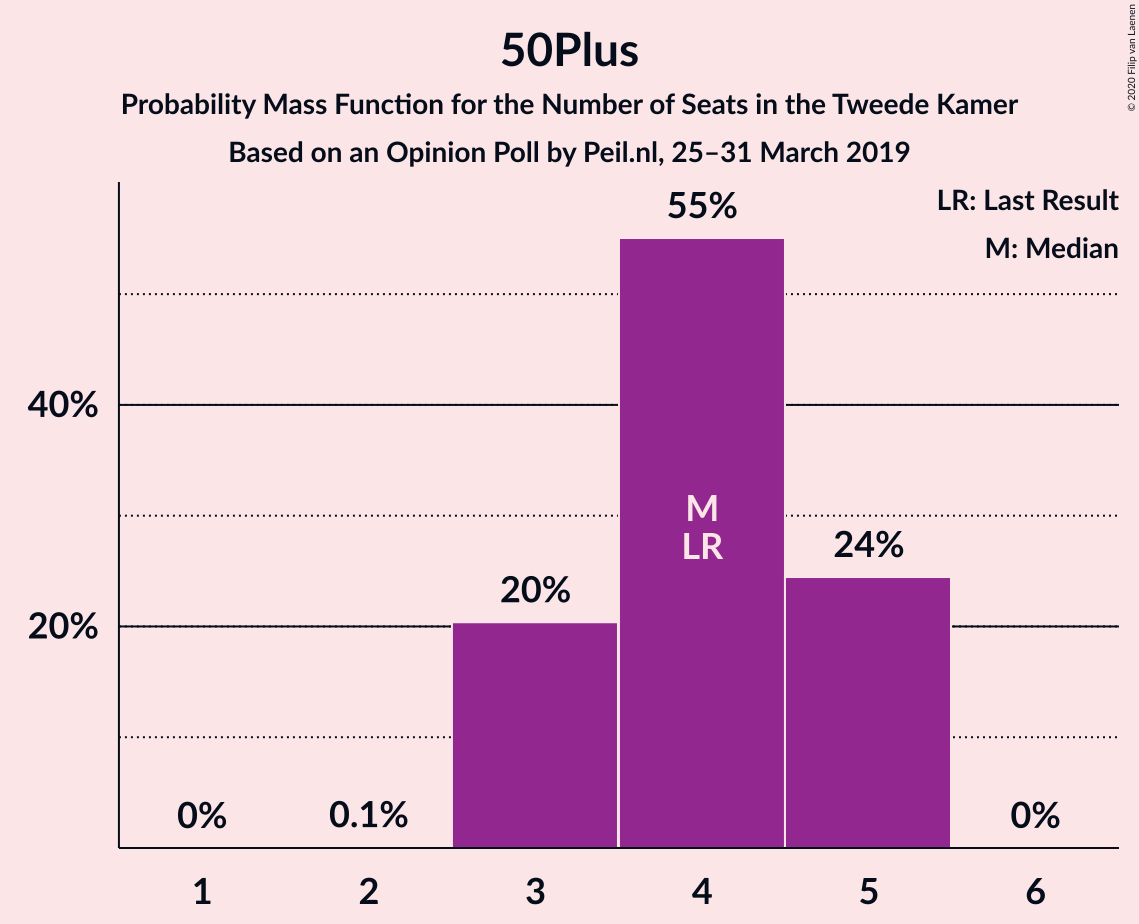 50Plus
Probability Mass Function for the Number of Seats in the Tweede Kamer
Based on an Opinion Poll by Peil.nl, 25–31 March 2019
© 2020 Filip van Laenen
LR: Last Result
M: Median
55%
40%
M
LR
24%
20%
20%
0%
0.1%
0%
1
2
3
4
5
6